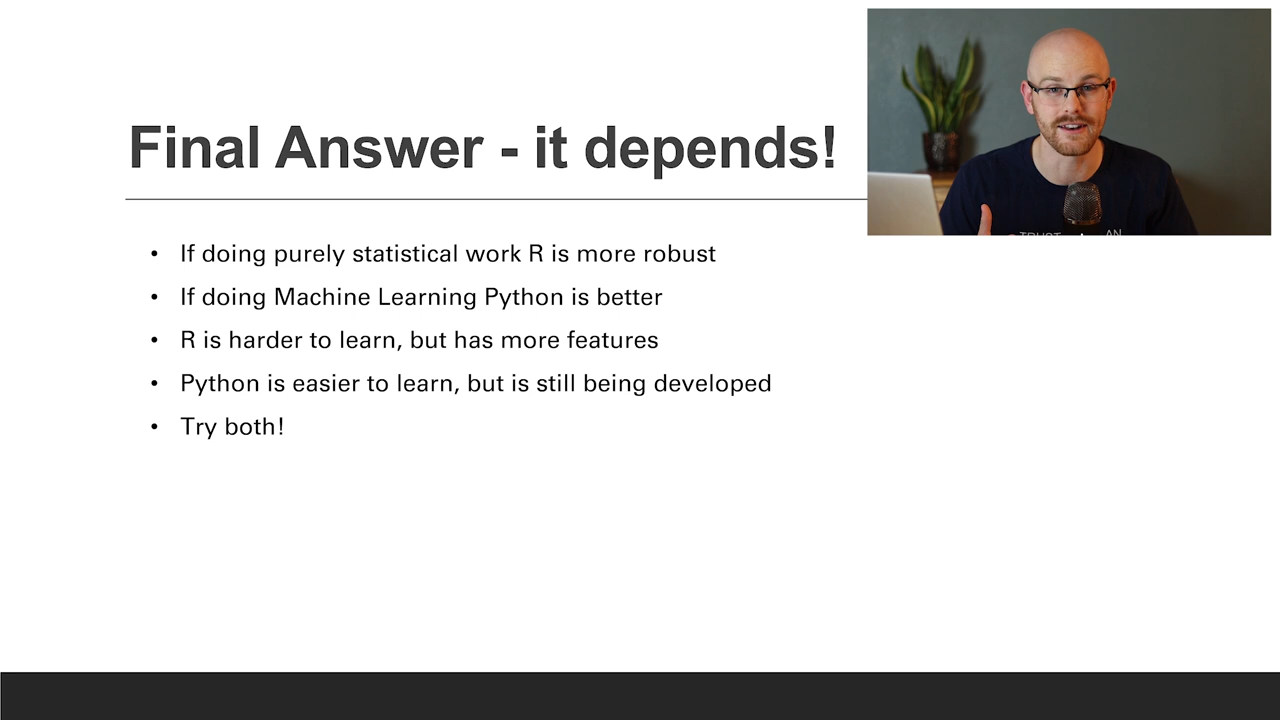 Final Answer - it depends!
• If doing purely statistical work R is more robust
• If doing Machine Learning Python is better
• R is harder to learn, but has more features
• Python is easier to learn, but is still being developed
• Try both!
TRUST
AN